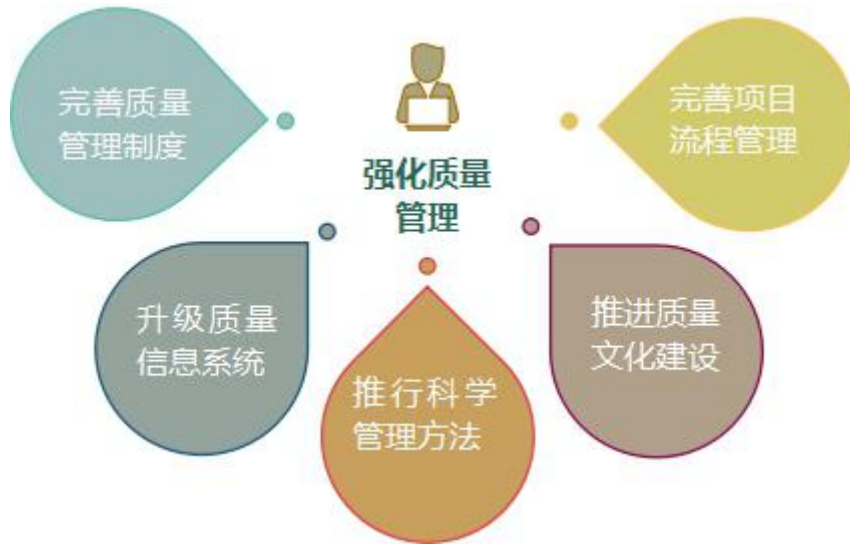 完善质量
管理制度
强化质量
管理
完善项目
流程管理
升级质量
信息系统
推行科学
管理方法
推进质量
文化建设